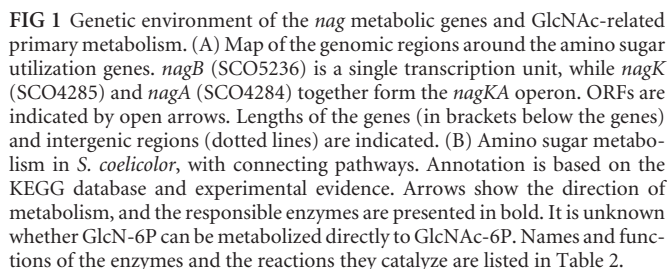 FIG 1 Genetic environment of the nag metabolic genes and GlcNAc-related
primary metabolism. (A) Map of the genomic regions around the amino sugar
utilization genes. nagB (SCO5236) is a single transcription unit, while nagK
(SCO4285) and nagA (SCO4284) together form the nagKA operon. ORFs are
indicated by open arrows. Lengths of the genes (in brackets below the genes)
and intergenic regions (dotted lines) are indicated. (B) Amino sugar metabo-
lism in S. coelicolor, with connecting pathways. Annotation is based on the
KEGG database and experimental evidence. Arrows show the direction of
metabolism, and the responsible enzymes are presented in bold. It is unknown
whether GlcN-6P can be metabolized directly to GlcNAc-6P. Names and func-
tions of the enzymes and the reactions they catalyze are listed in Table 2.